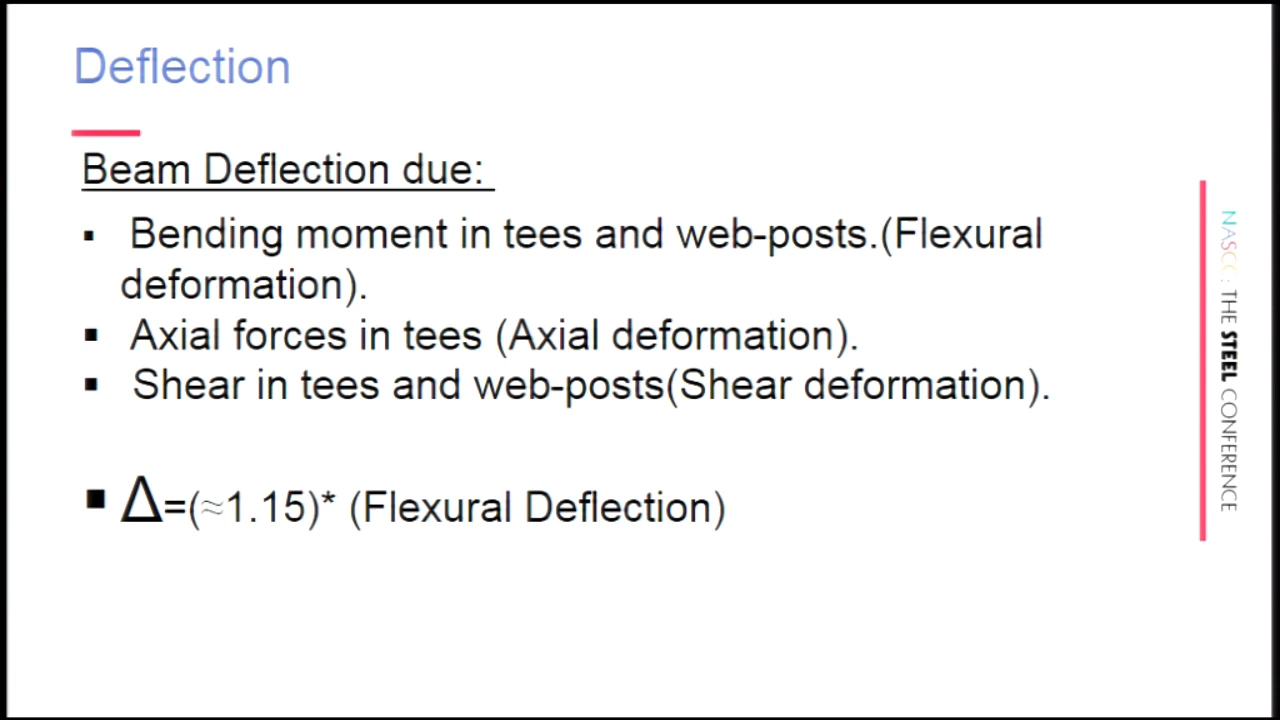 Deflection
Beam Deflection due:
▪ Bending moment in tees and web-posts.(Flexural
deformation).
▪ Axial forces in tees (Axial deformation).
▪ Shear in tees and web-posts(Shear deformation).
▪ Δ=(≈1.15)* (Flexural Deflection)
NASCC : THE STEEL CONFERENCE